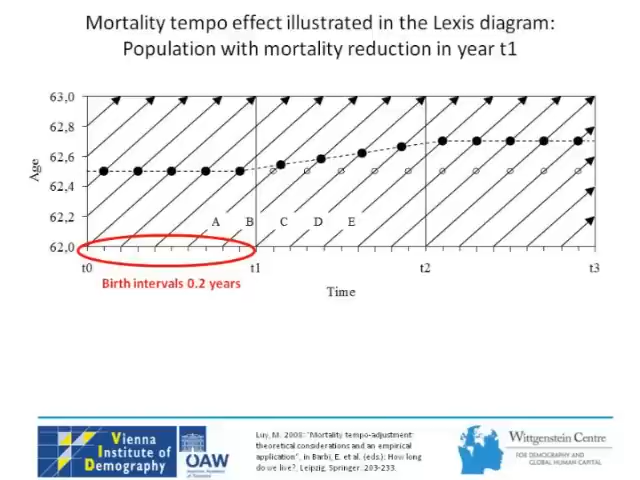 Mortality tempo effect illustrated in the Lexis diagram:
Population with mortality reduction in year t1
63,0
62,8
62,6
62,4
62,2
62,0
Age
A B C D E
t0 t1 t2 t3
Birth intervals 0.2 years
Time
Vienna
Institute of
Demography
ÖAW
Luy, M. 2008: "Mortality tempo-adjustment:
theoretical considerations and an empirical
application", in Barbi, E. et al. (eds.): How long
do we live?, Leipzig, Springer: 203-233.
Wittgenstein Centre
FOR DEMOGRAPHY AND
GLOBAL HUMAN CAPITAL